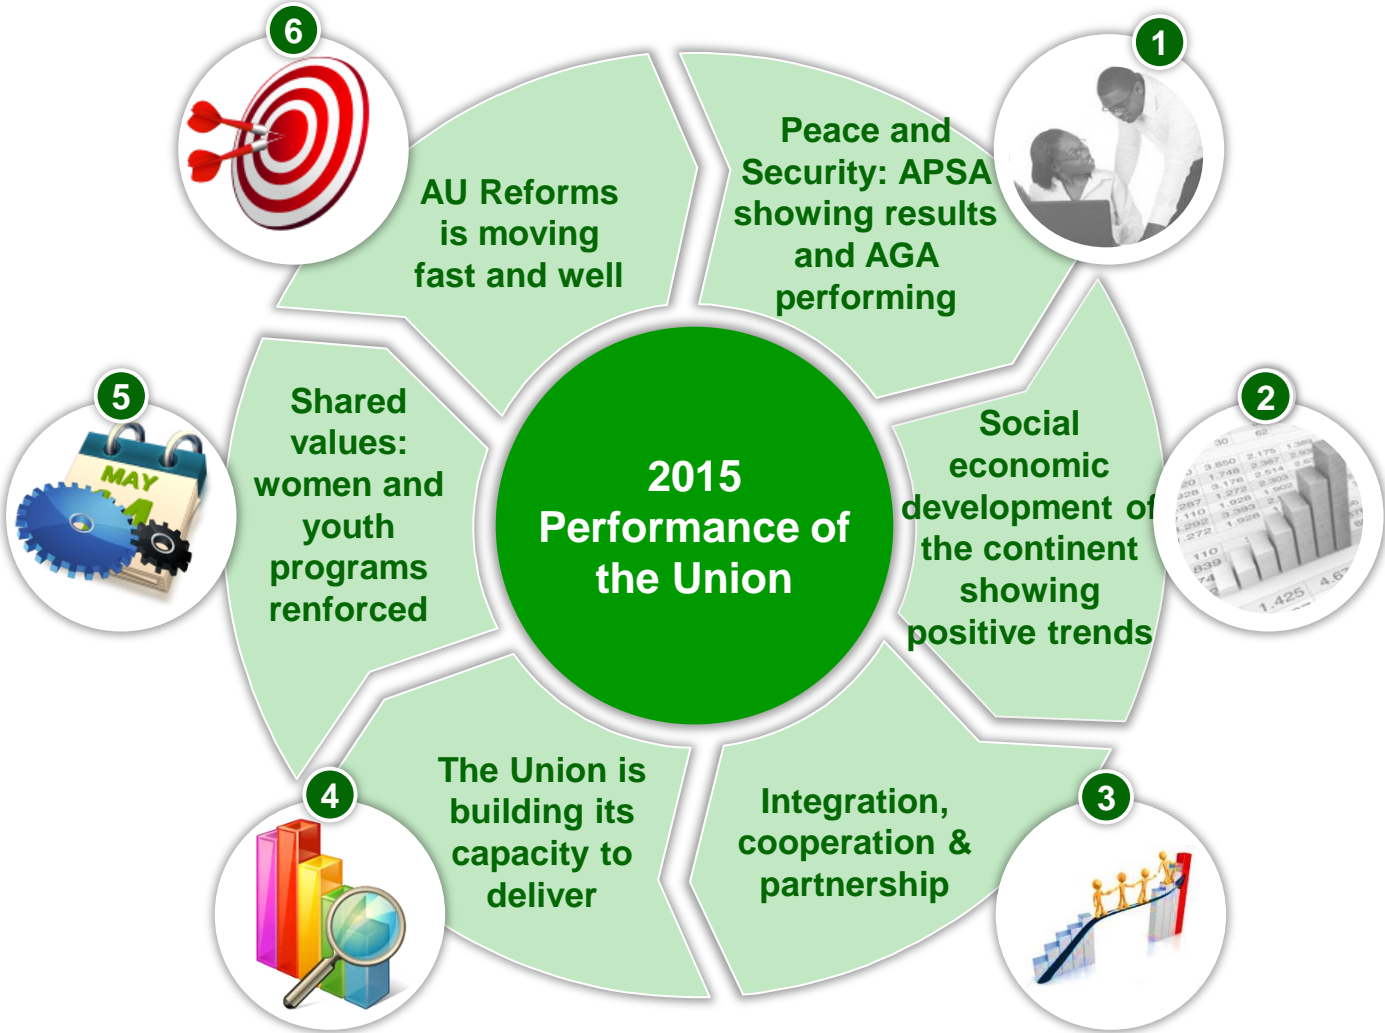 2015
Performance of
the Union
1
Peace and
Security: APSA
showing results
and AGA
performing
2
Social
economic
development of
the continent
showing
positive trends
3
Integration,
cooperation &
partnership
4
The Union is
building its
capacity to
deliver
5
Shared
values:
women and
youth
programs
renforced
MAY
6
AU Reforms
is moving
fast and well